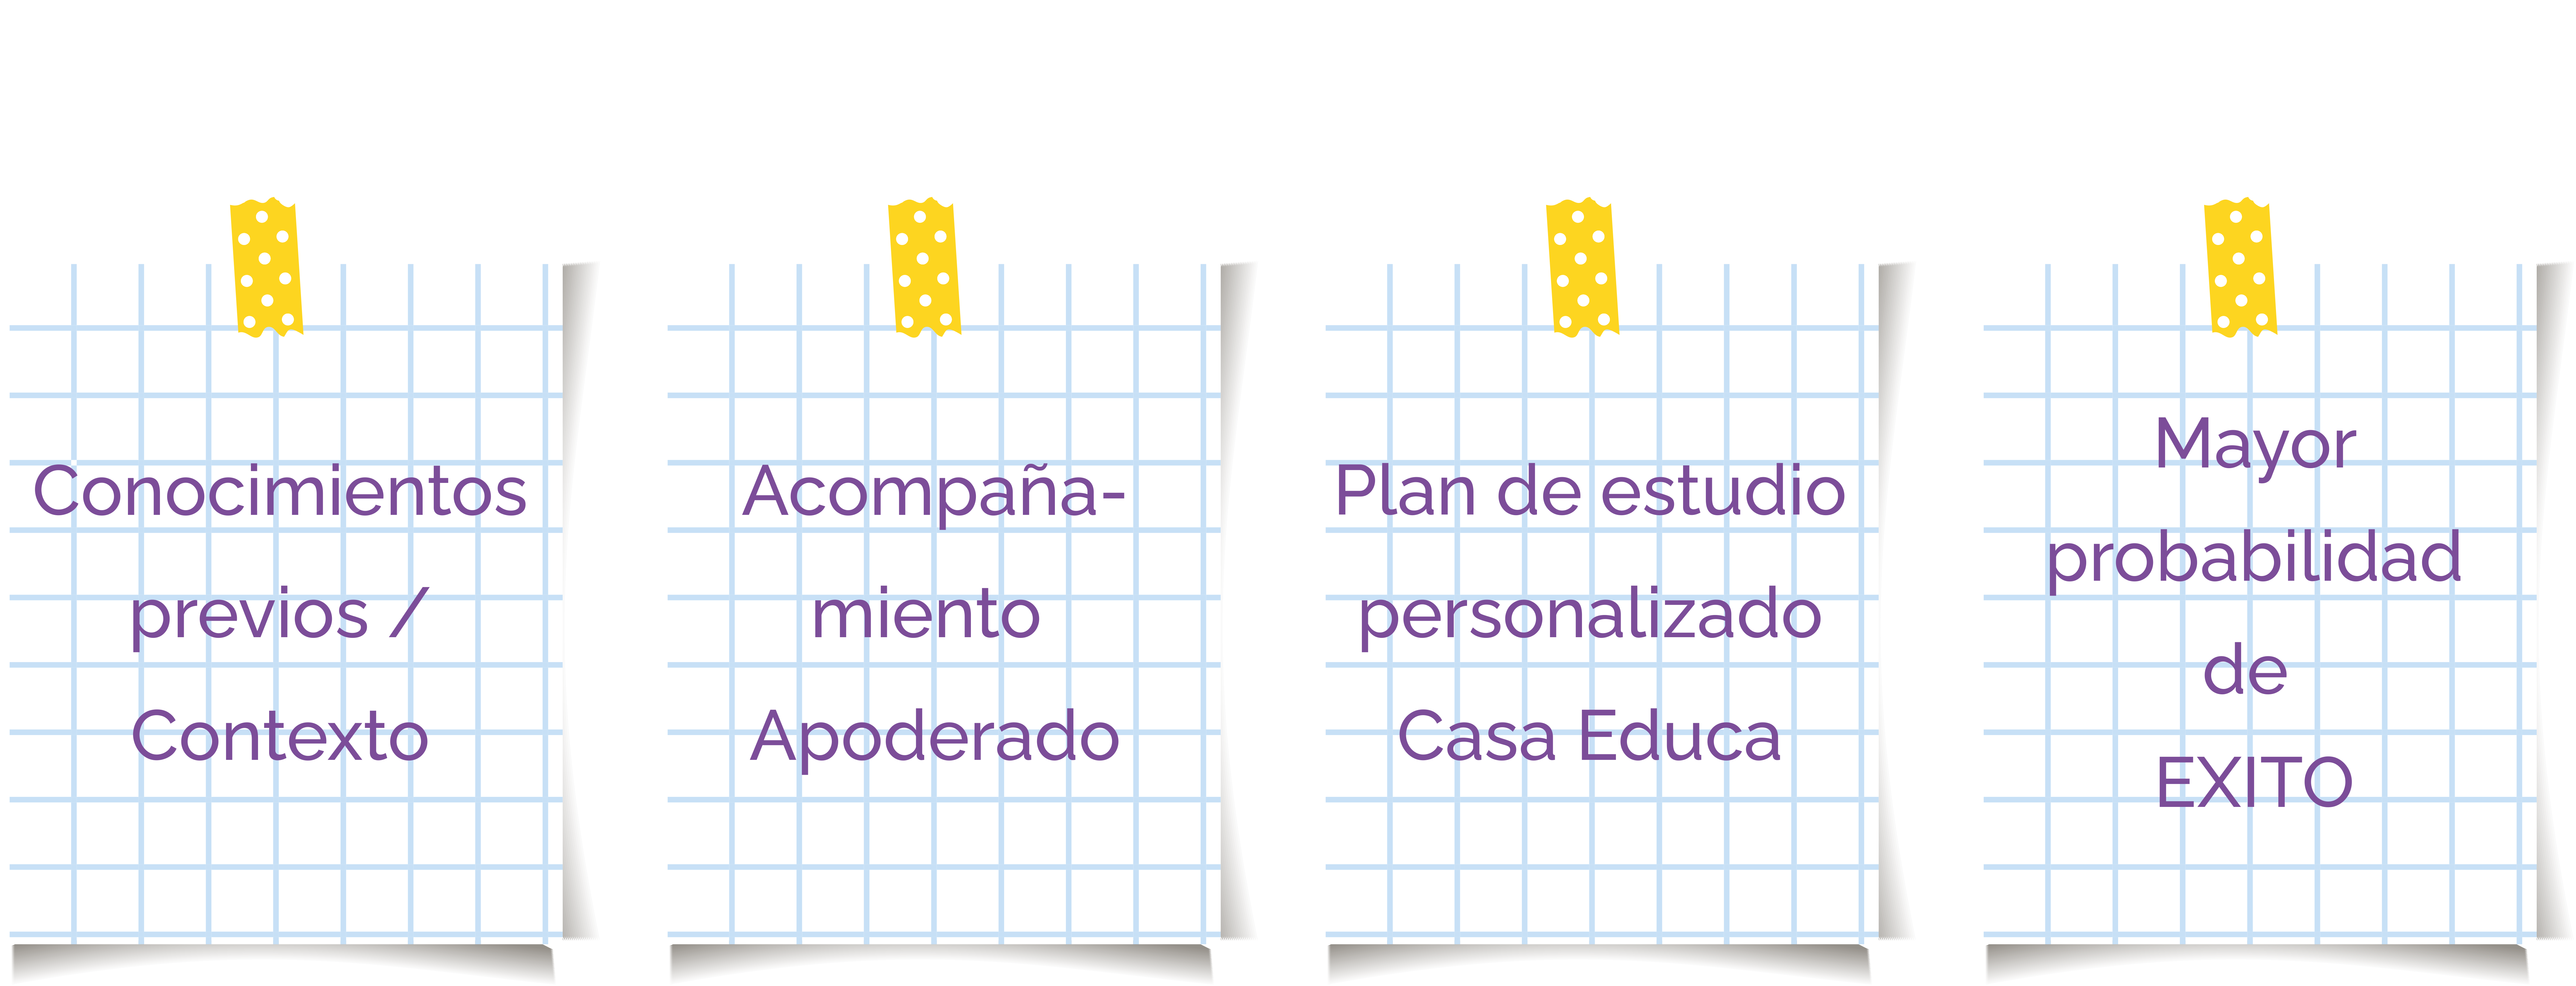 Conocimientos
previos /
Contexto
Acompaña-
miento
Apoderado
Plan de estudio
personalizado
Casa Educa
Mayor
probabilidad
de
EXITO